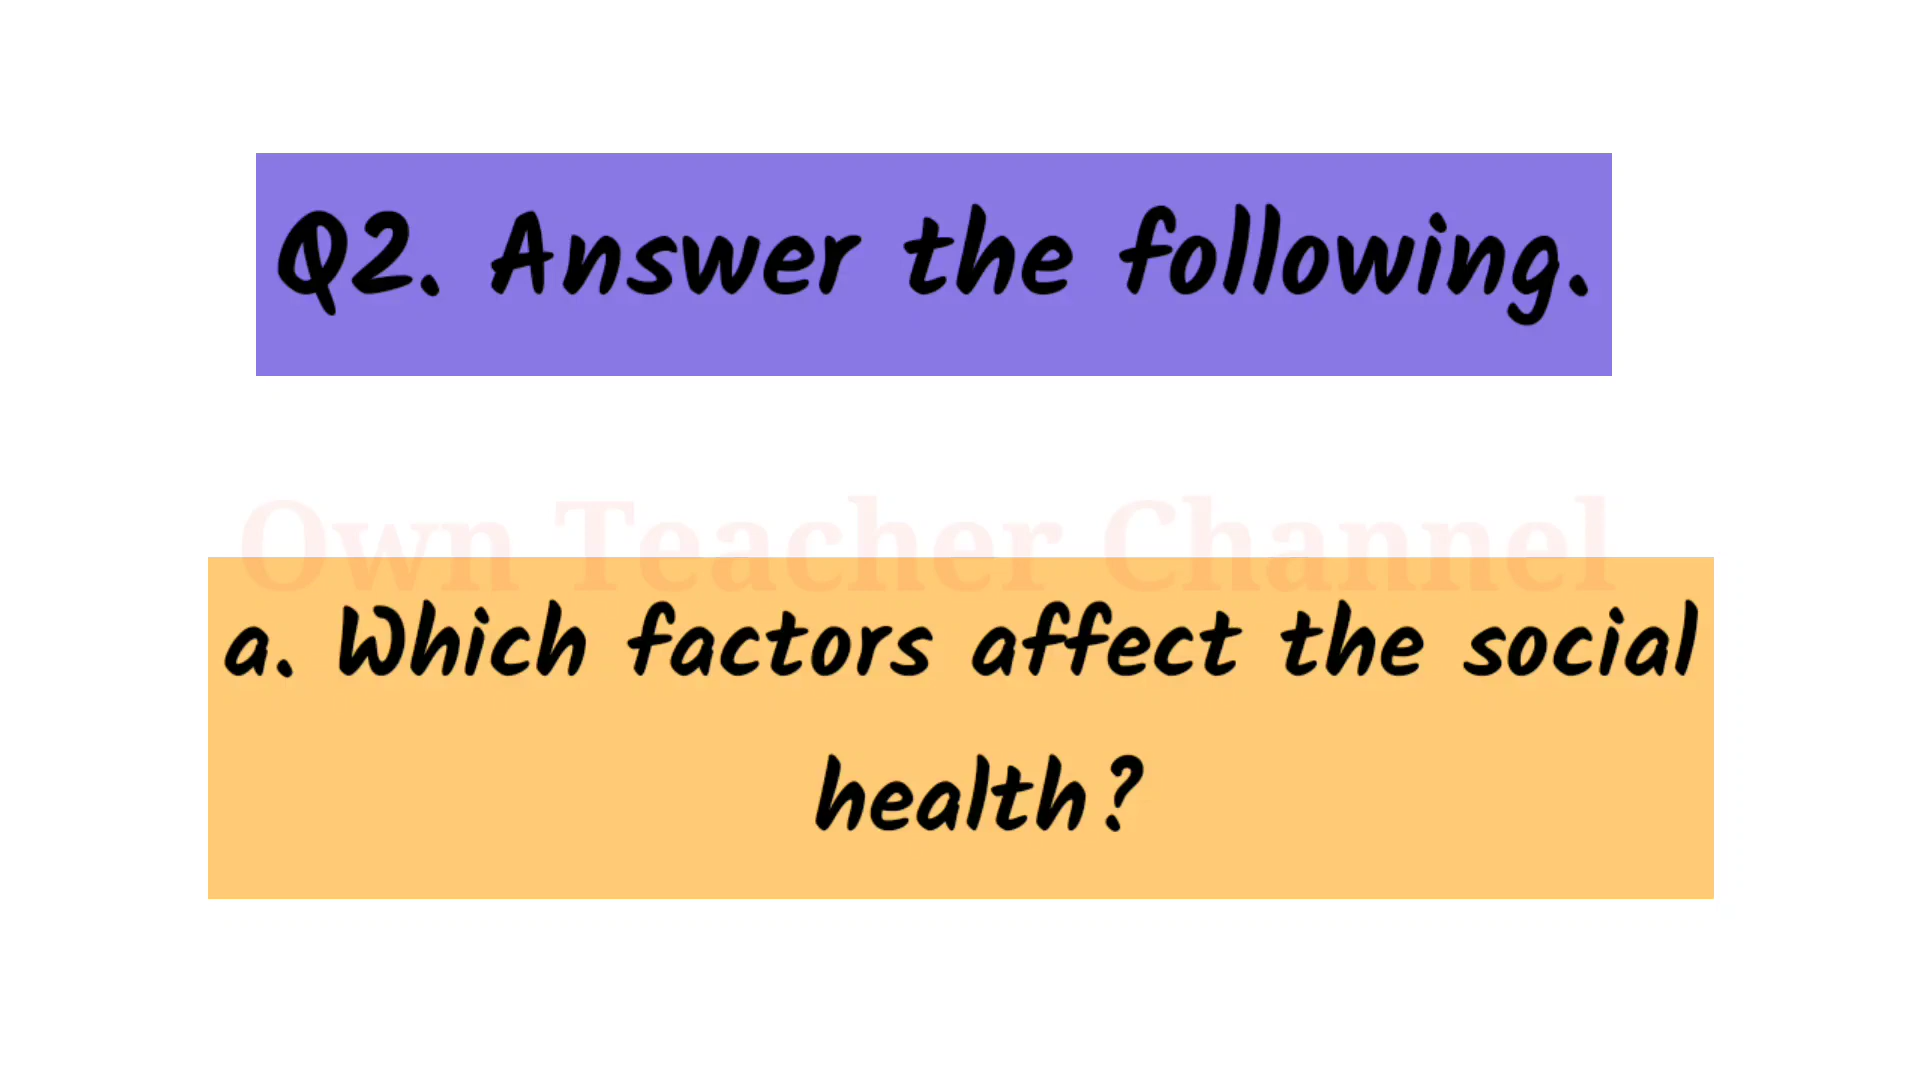 Q2. Answer the following.
Own Teacher Channel
a. Which factors affect the social
health?